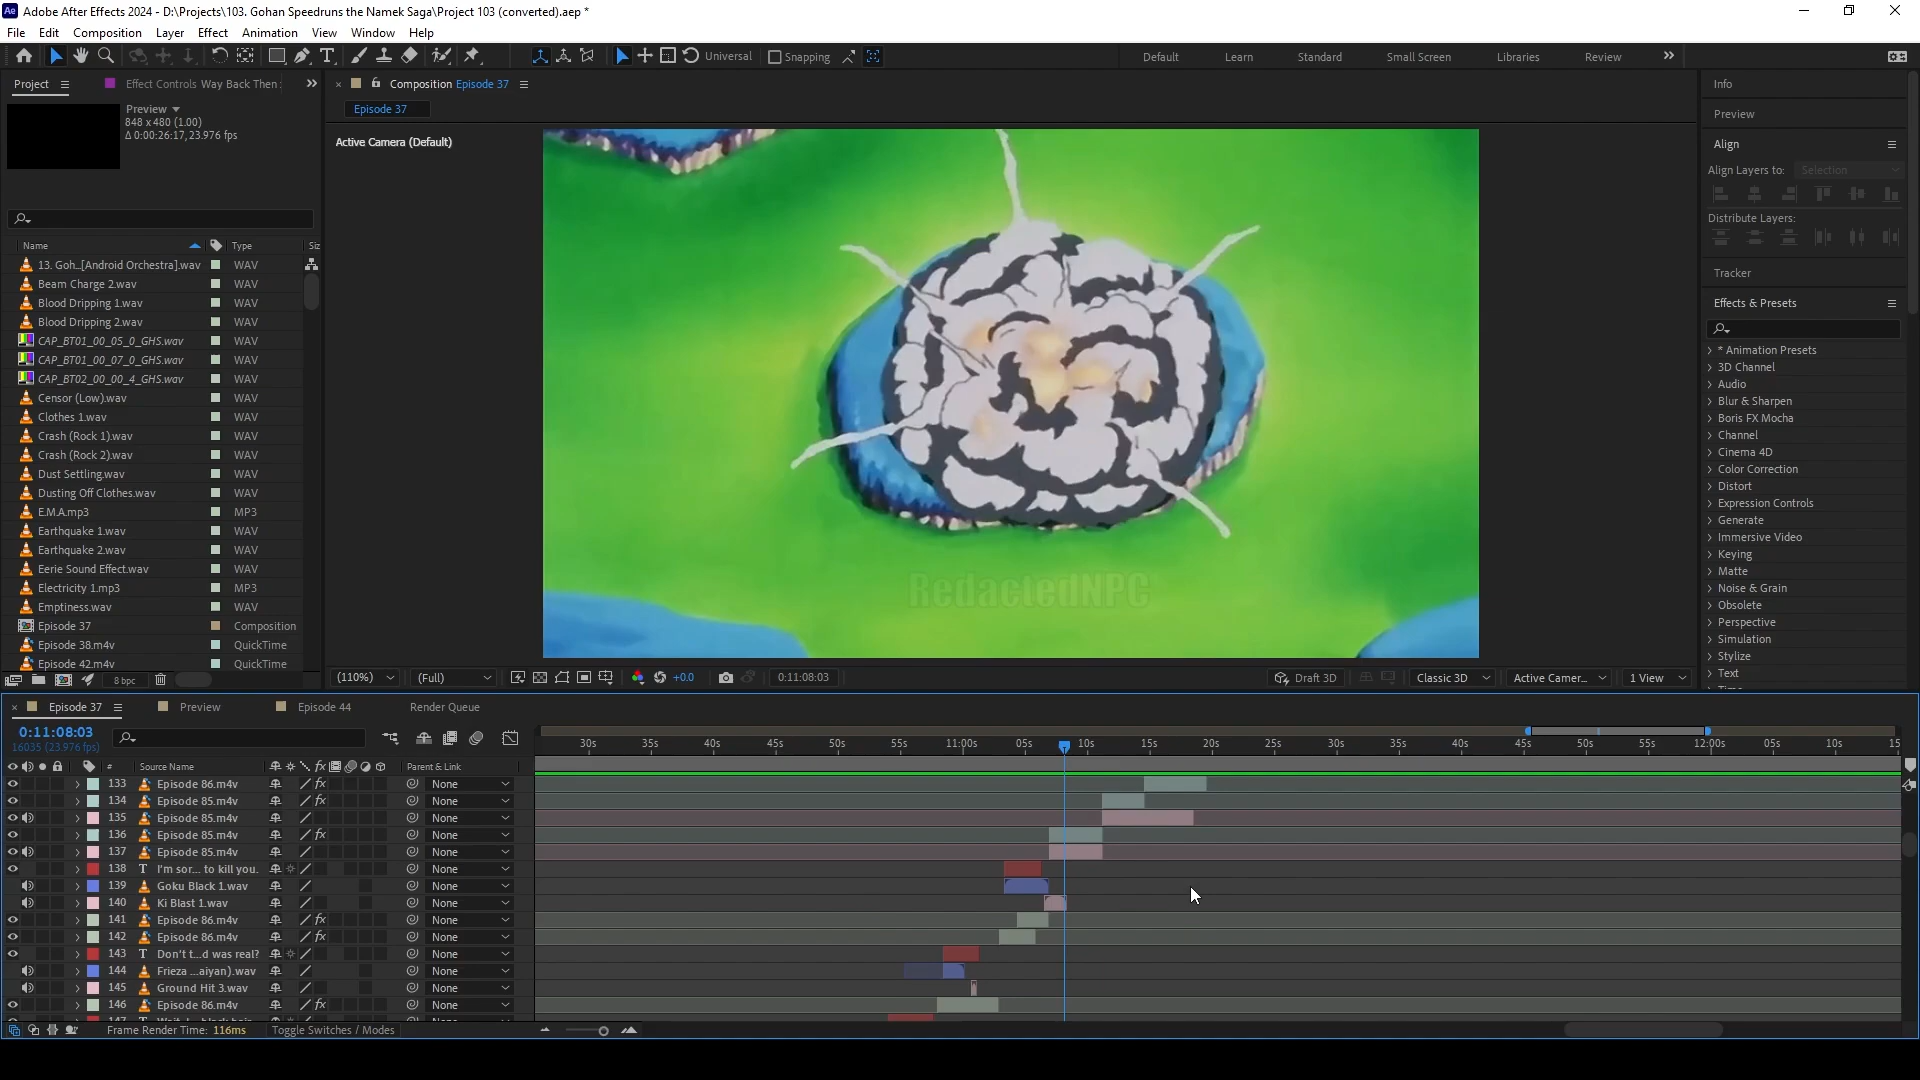 Adobe After Effects 2024 - D:\Projects\103. Gohan Speedruns the Namek Saga\Project 103 (converted).aep *
File Edit Composition Layer Effect Animation View Window Help
Universal Snapping Default Learn Standard Small Screen Libraries Review
Project Effect Controls Way Back Then
Composition Episode 37
Preview
848 x 480 (1.00)
Δ 0:00:26:17, 23.976 fps
Episode 37
Active Camera (Default)
Name Type Siz
13. Goh...[Android Orchestra].wav WAV
Beam Charge 2.wav WAV
Blood Dripping 1.wav WAV
Blood Dripping 2.wav WAV
CAP_BT01_00_05_0_GHS.wav WAV
CAP_BT01_00_07_0_GHS.wav WAV
CAP_BT02_00_00_4_GHS.wav WAV
Censor (Low).wav WAV
Clothes 1.wav WAV
Crash (Rock 1).wav WAV
Crash (Rock 2).wav WAV
Dust Settling.wav WAV
Dusting Off Clothes.wav WAV
E.M.A.mp3 MP3
Earthquake 1.wav WAV
Earthquake 2.wav WAV
Eerie Sound Effect.wav WAV
Electricity 1.mp3 MP3
Emptiness.wav WAV
Episode 37 Composition
Episode 38.m4v QuickTime
Episode 42.m4v QuickTime
8 bpc
RedactedNPC
(110%) (Full) +0.0 0:11:08:03 Draft 3D Classic 3D Active Camer... 1 View
Info
Preview
Align
Align Layers to: Selection
Distribute Layers:
Tracker
Effects & Presets
* Animation Presets
3D Channel
Audio
Blur & Sharpen
Boris FX Mocha
Channel
Cinema 4D
Color Correction
Distort
Expression Controls
Generate
Immersive Video
Keying
Matte
Noise & Grain
Obsolete
Perspective
Simulation
Stylize
Text
Episode 37 Preview Episode 44 Render Queue
0:11:08:03
16035 (23.976 fps)
30s 35s 40s 45s 50s 55s 11:00s 05s 10s 15s 20s 25s 30s 35s 40s 45s 50s 55s 12:00s 05s 10s 15
# Source Name fx Parent & Link
133 Episode 86.m4v fx None
134 Episode 85.m4v None
135 Episode 85.m4v None
136 Episode 85.m4v fx None
137 Episode 85.m4v None
138 T I'm sor... to kill you. None
139 Goku Black 1.wav None
140 Ki Blast 1.wav None
141 Episode 86.m4v fx None
142 Episode 86.m4v fx None
143 T Don't t...d was real? None
144 Frieza ...aiyan).wav None
145 Ground Hit 3.wav None
146 Episode 86.m4v fx None
Frame Render Time: 116ms Toggle Switches / Modes